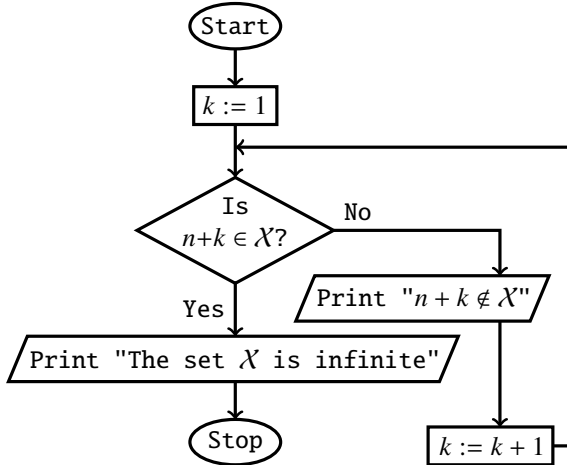 Start
k := 1
Is
n+k ∈ 𝒳?
No
Print "n + k ∉ 𝒳"
Yes
Print "The set 𝒳 is infinite"
Stop
k := k + 1